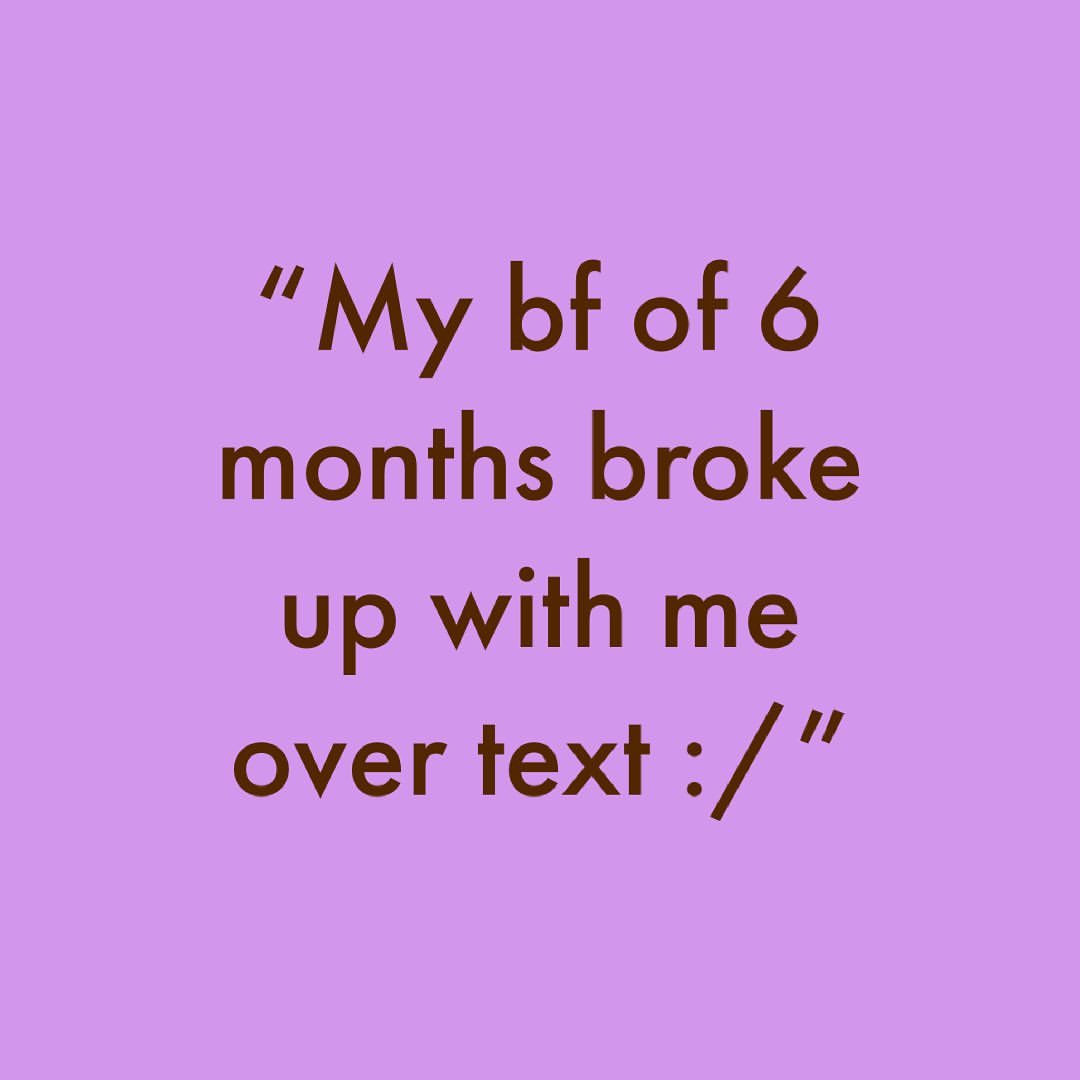 “My bf of 6
months broke
up with me
over text :/”